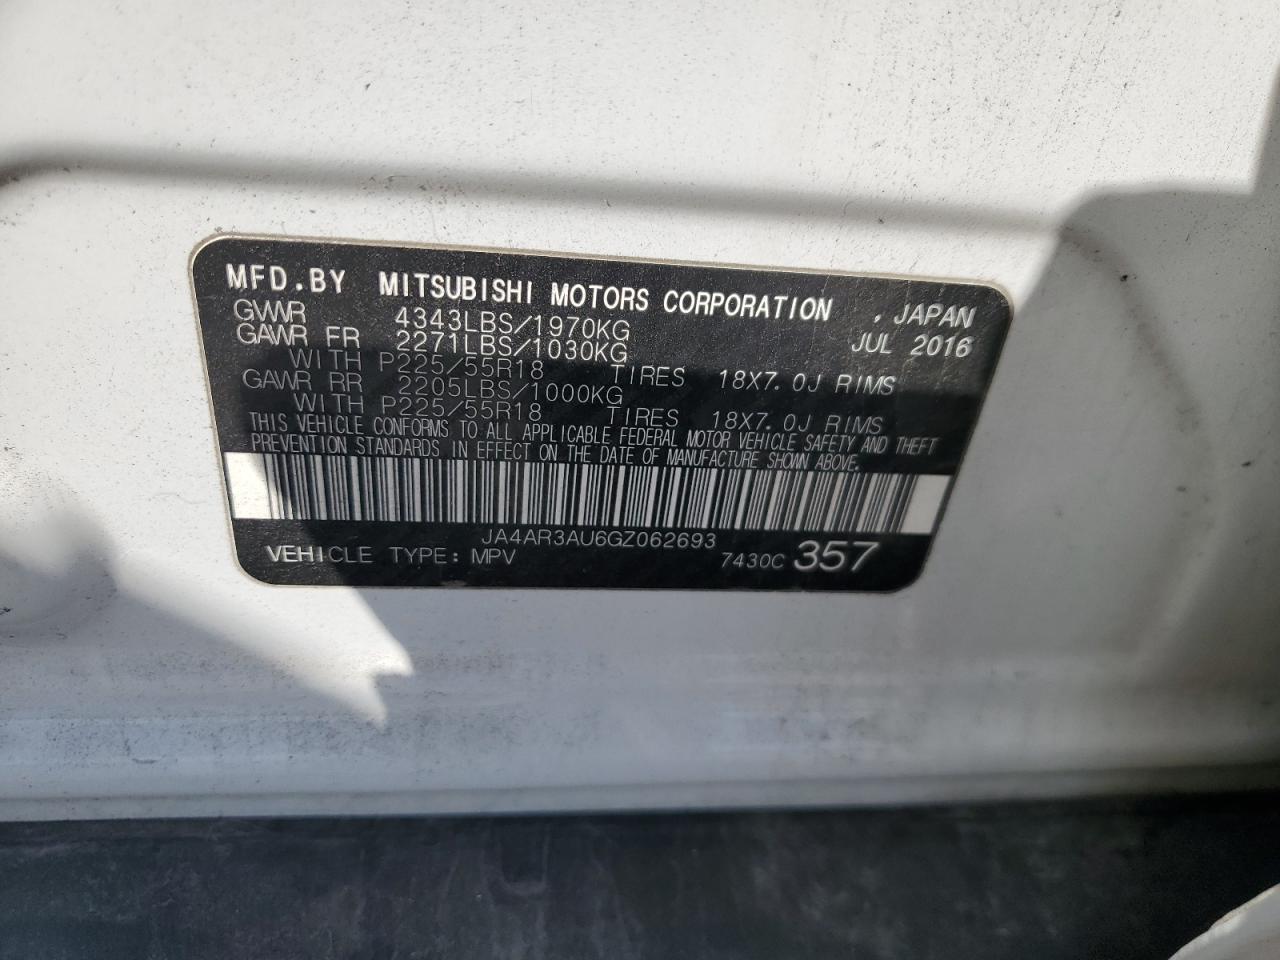 MFD.BY MITSUBISHI MOTORS CORPORATION , JAPAN
GVWR 4343LBS/1970KG JUL 2016
GAWR FR 2271LBS/1030KG
WITH P225/55R18 TIRES 18X7.0J RIMS
GAWR RR 2205LBS/1000KG
WITH P225/55R18 TIRES 18X7.0J RIMS
THIS VEHICLE CONFORMS TO ALL APPLICABLE FEDERAL MOTOR VEHICLE SAFETY AND THEFT
PREVENTION STANDARDS IN EFFECT ON THE DATE OF MANUFACTURE SHOWN ABOVE.
JA4AR3AU6GZ062693
VEHICLE TYPE: MPV 7430C 357